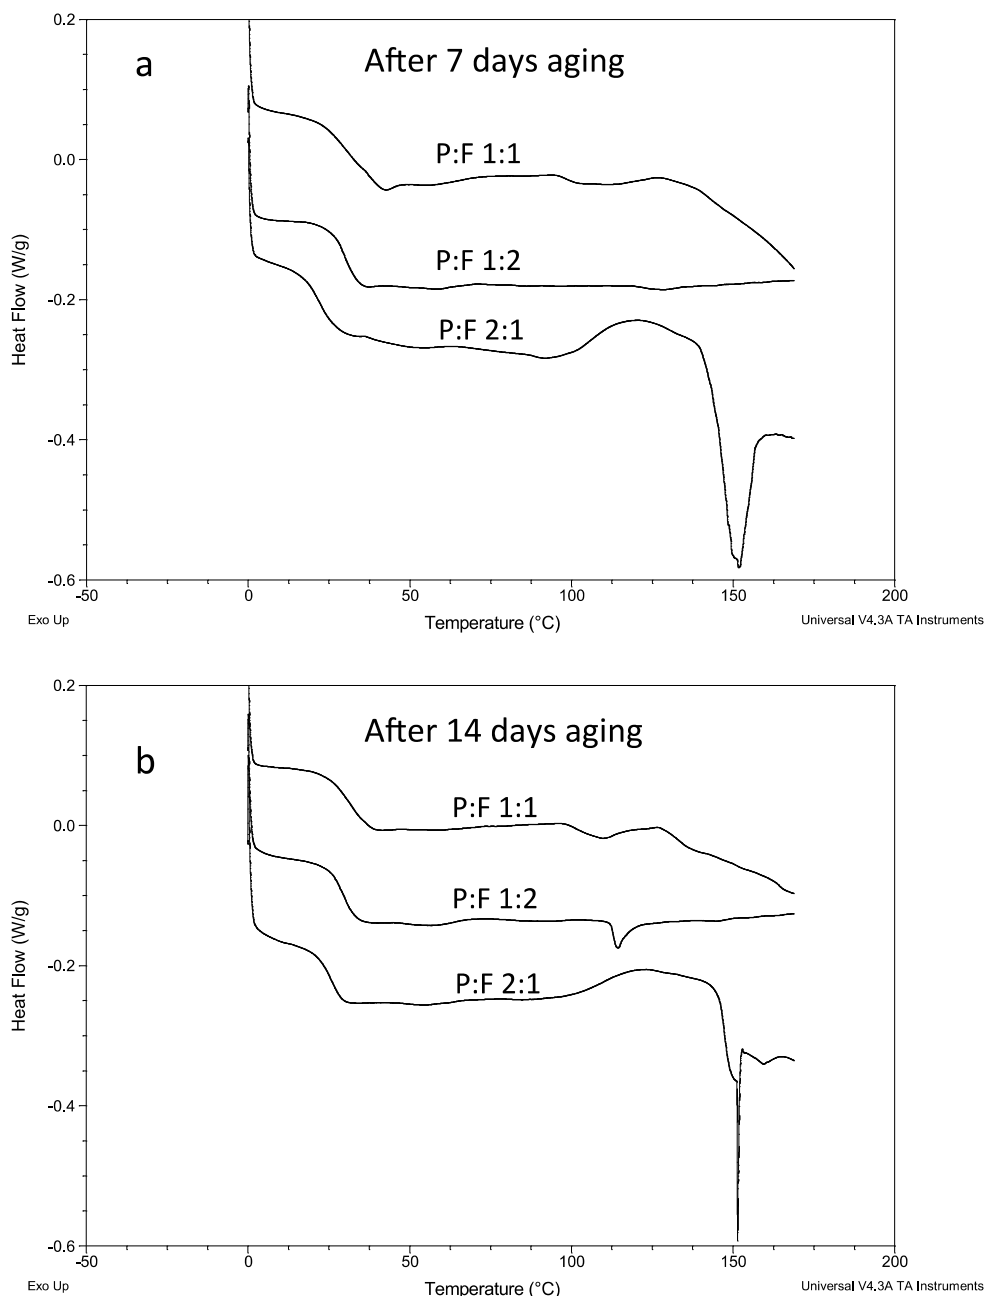 0.2
a
After 7 days aging
P:F 1:1
0.0
P:F 1:2
-0.2
P:F 2:1
Heat Flow (W/g)
-0.4
-0.6
-50
0
50
100
150
200
Exo Up
Temperature (°C)
Universal V4.3A TA Instruments
0.2
After 14 days aging
b
P:F 1:1
0.0
P:F 1:2
-0.2
P:F 2:1
Heat Flow (W/g)
-0.4
-0.6
-50
0
50
100
150
200
Exo Up
Temperature (°C)
Universal V4.3A TA Instruments